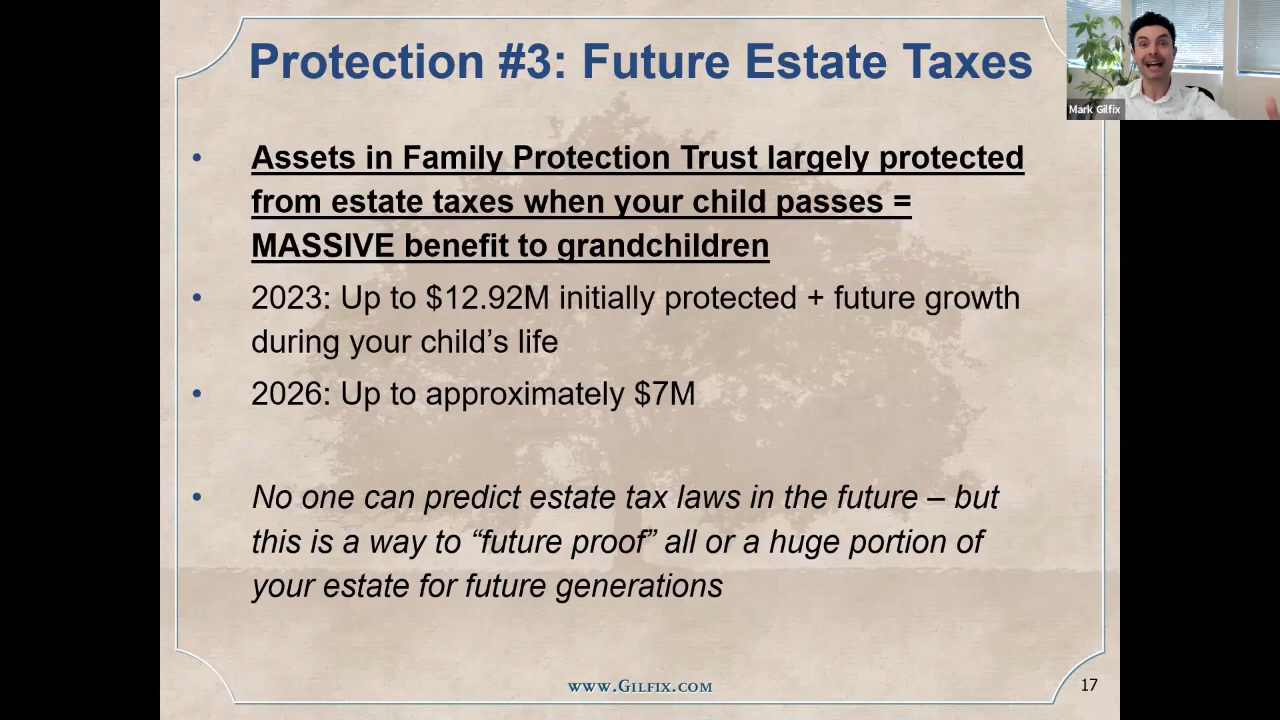 Protection #3: Future Estate Taxes
Mark Gilfix
• Assets in Family Protection Trust largely protected
from estate taxes when your child passes =
MASSIVE benefit to grandchildren
• 2023: Up to $12.92M initially protected + future growth
during your child’s life
• 2026: Up to approximately $7M
• No one can predict estate tax laws in the future – but
this is a way to “future proof” all or a huge portion of
your estate for future generations
www.Gilfix.com
17